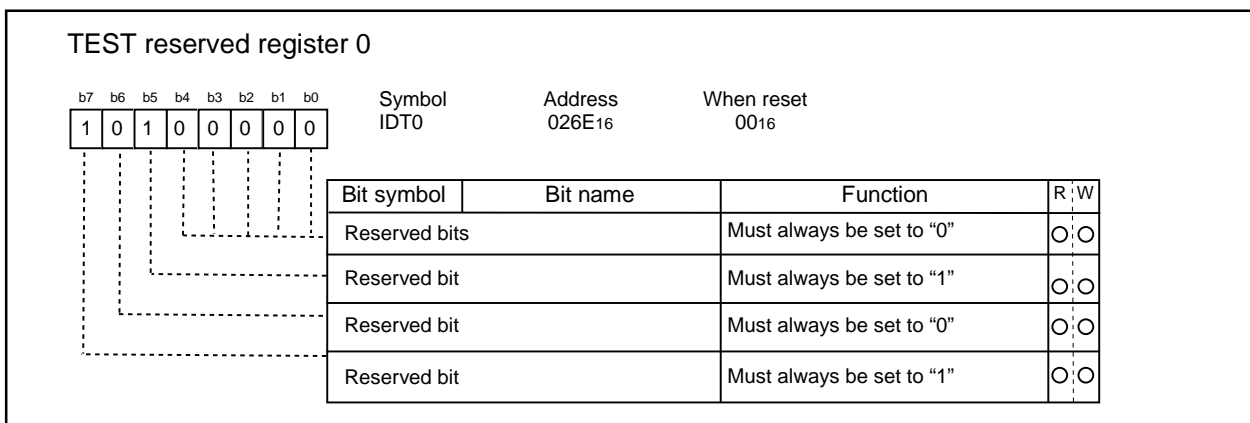 TEST reserved register 0
b7 b6 b5 b4 b3 b2 b1 b0
1 0 1 0 0 0 0 0
Symbol Address When reset
IDT0 026E16 0016
Bit symbol Bit name Function R W
Reserved bits Must always be set to “0”
Reserved bit Must always be set to “1”
Reserved bit Must always be set to “0”
Reserved bit Must always be set to “1”